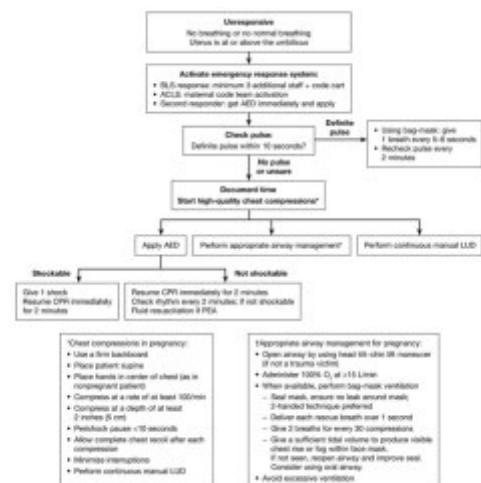 Unresponsive
No breathing or no normal breathing
Uterus is at or above the umbilicus
Activate emergency response system:
• BLS response: minimum 3 additional staff + code cart
• ACLS: maternal code team activation
• Second responder: get AED immediately and apply
Check pulse:
Definite pulse within 10 seconds?
Definite
pulse
• Using bag-mask: give
1 breath every 5–6 seconds
• Recheck pulse every
2 minutes
No pulse
or unsure
Document time
Start high-quality chest compressions*
Apply AED
Perform appropriate airway management†
Perform continuous manual LUD
Shockable
Not shockable
Give 1 shock
Resume CPR immediately
for 2 minutes
Resume CPR immediately for 2 minutes
Check rhythm every 2 minutes; if not shockable
Fluid resuscitation if PEA
*Chest compressions in pregnancy:
• Use a firm backboard
• Place patient supine
• Place hands in center of chest (as in
nonpregnant patient)
• Compress at a rate of at least 100/min
• Compress at a depth of at least
2 inches (5 cm)
• Perishock pause <10 seconds
• Allow complete chest recoil after each
compression
• Minimize interruptions
• Perform continuous manual LUD
†Appropriate airway management for pregnancy:
• Open airway by using head tilt–chin lift maneuver
(if not a trauma victim)
• Administer 100% O₂ at >15 L/min
• When available, perform bag-mask ventilation
– Seal mask, ensure no leak around mask;
2-handed technique preferred
– Deliver each rescue breath over 1 second
– Give 2 breaths for every 30 compressions
– Give a sufficient tidal volume to produce visible
chest rise or fog within face mask.
If not seen, reopen airway and improve seal.
Consider using oral airway.
• Avoid excessive ventilation